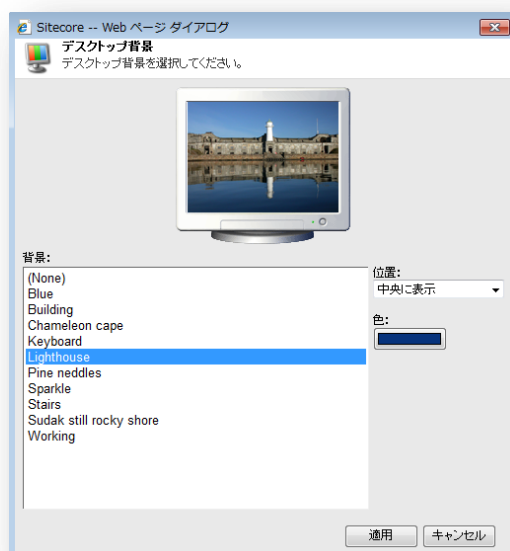 Sitecore -- Web ページ ダイアログ
デスクトップ背景
デスクトップ背景を選択してください。
背景:
(None)
Blue
Building
Chameleon cape
Keyboard
Lighthouse
Pine neddles
Sparkle
Stairs
Sudak still rocky shore
Working
位置:
中央に表示
色:
適用
キャンセル